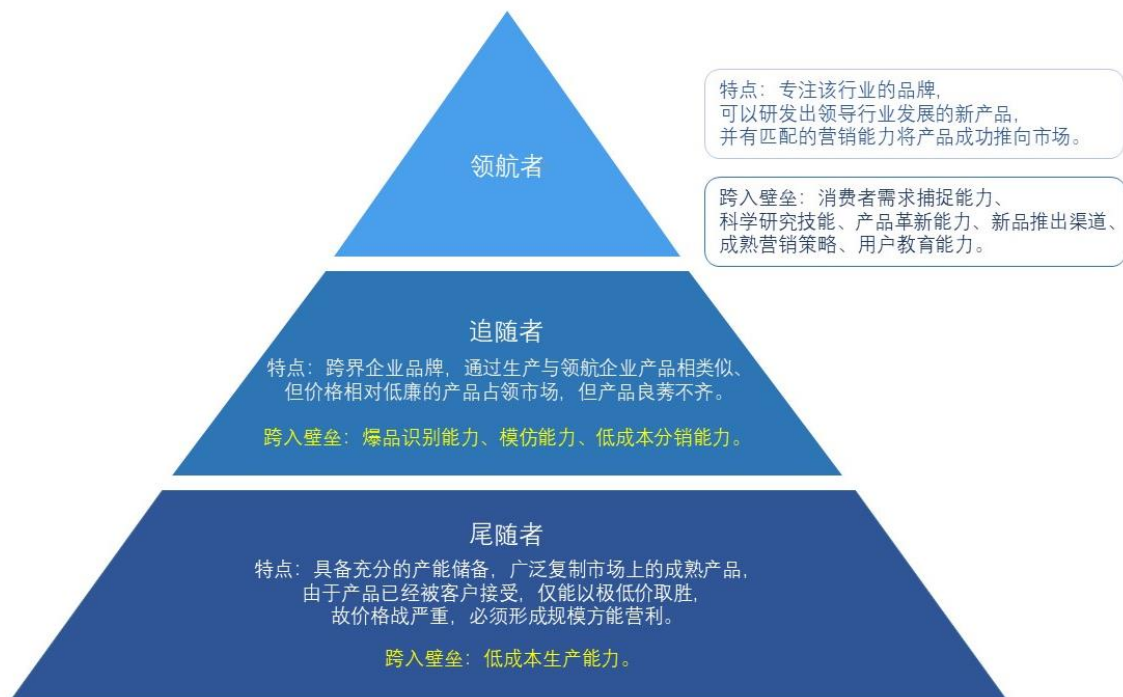 领航者
特点：专注该行业的品牌，
可以研发出领导行业发展的新产品，
并有匹配的营销能力将产品成功推向市场。
跨入壁垒：消费者需求捕捉能力、
科学研究技能、产品革新能力、新品推出渠道、
成熟营销策略、用户教育能力。
追随者
特点：跨界企业品牌，通过生产与领航企业产品相类似、
但价格相对低廉的产品占领市场，但产品良莠不齐。
跨入壁垒：爆品识别能力、模仿能力、低成本分销能力。
尾随者
特点：具备充分的产能储备，广泛复制市场上的成熟产品，
由于产品已经被客户接受，仅能以极低价取胜，
故价格战严重，必须形成规模方能营利。
跨入壁垒：低成本生产能力。